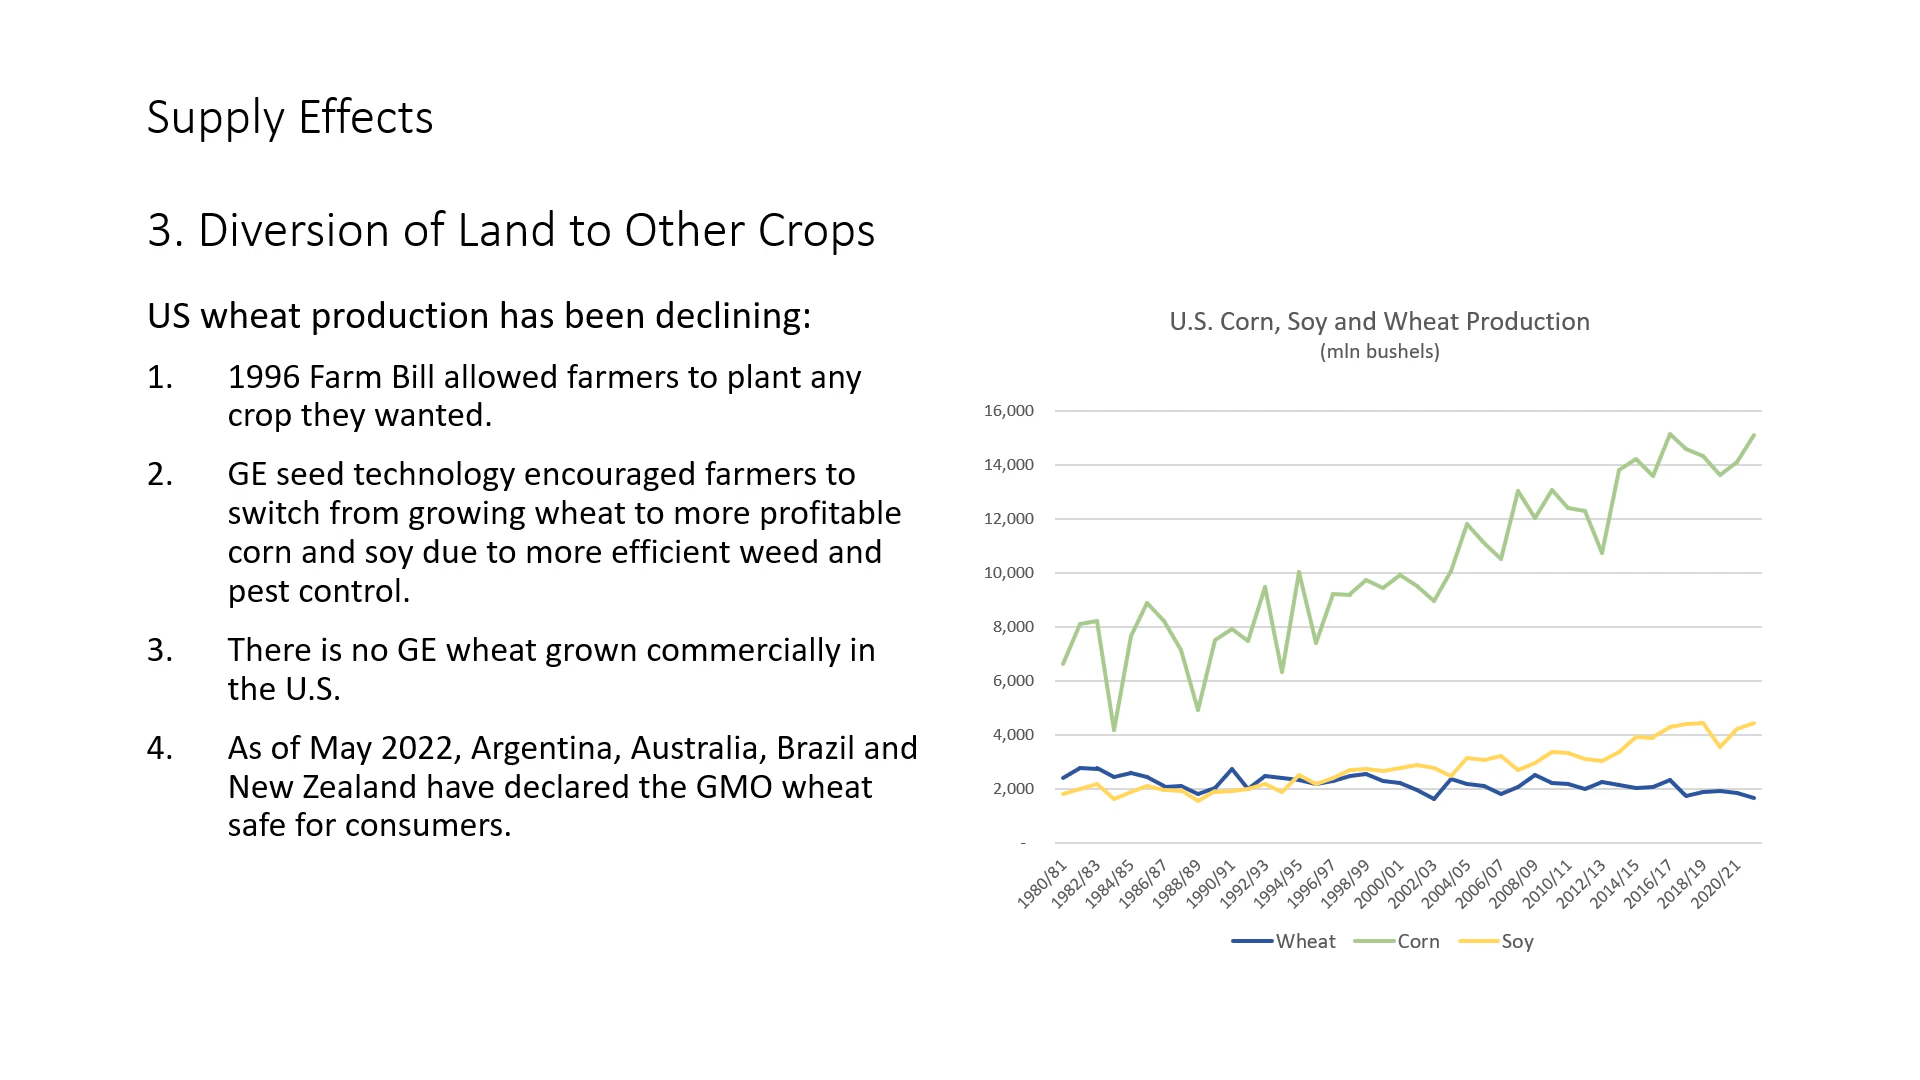 Supply Effects
3. Diversion of Land to Other Crops
US wheat production has been declining:
1. 1996 Farm Bill allowed farmers to plant any
crop they wanted.
2. GE seed technology encouraged farmers to
switch from growing wheat to more profitable
corn and soy due to more efficient weed and
pest control.
3. There is no GE wheat grown commercially in
the U.S.
4. As of May 2022, Argentina, Australia, Brazil and
New Zealand have declared the GMO wheat
safe for consumers.
U.S. Corn, Soy and Wheat Production
(mln bushels)
16,000
14,000
12,000
10,000
8,000
6,000
4,000
2,000
-
1980/81
1982/83
1984/85
1986/87
1988/89
1990/91
1992/93
1994/95
1996/97
1998/99
2000/01
2002/03
2004/05
2006/07
2008/09
2010/11
2012/13
2014/15
2016/17
2018/19
2020/21
Wheat Corn Soy